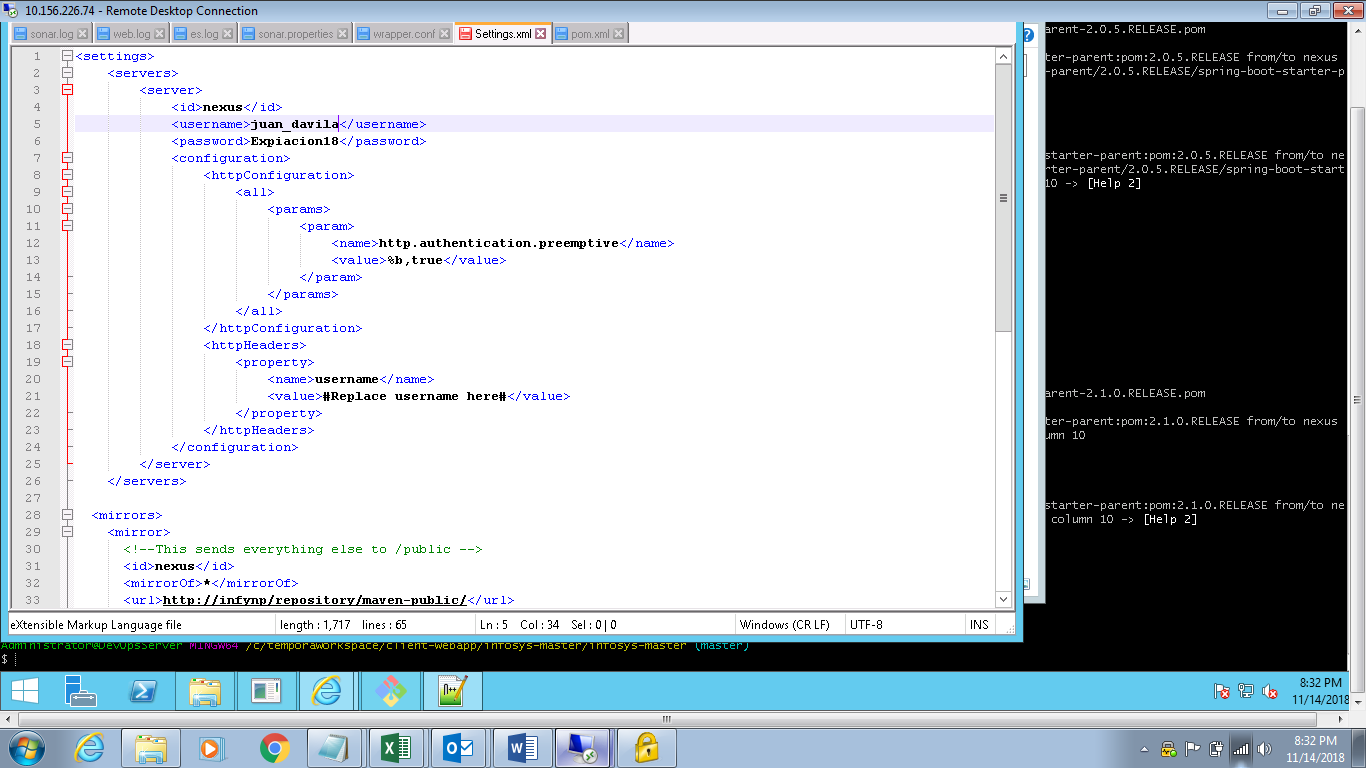 10.156.226.74 - Remote Desktop Connection
sonar.log
web.log
es.log
sonar.properties
wrapper.conf
Settings.xml
pom.xml
1 <settings>
2 <servers>
3 <server>
4 <id>nexus</id>
5 <username>juan_davila</username>
6 <password>Expiacion18</password>
7 <configuration>
8 <httpConfiguration>
9 <all>
10 <params>
11 <param>
12 <name>http.authentication.preemptive</name>
13 <value>%b,true</value>
14 </param>
15 </params>
16 </all>
17 </httpConfiguration>
18 <httpHeaders>
19 <property>
20 <name>username</name>
21 <value>#Replace username here#</value>
22 </property>
23 </httpHeaders>
24 </configuration>
25 </server>
26 </servers>
27
28 <mirrors>
29 <mirror>
30 <!--This sends everything else to /public -->
31 <id>nexus</id>
32 <mirrorOf>*</mirrorOf>
33 <url>http://infynp/repository/maven-public/</url>
eXtensible Markup Language file
length : 1,717 lines : 65
Ln : 5 Col : 34 Sel : 0 | 0
Windows (CR LF)
UTF-8
INS
arent-2.0.5.RELEASE.pom
ter-parent:pom:2.0.5.RELEASE from/to nexus
-parent/2.0.5.RELEASE/spring-boot-starter-p
starter-parent:pom:2.0.5.RELEASE from/to ne
rter-parent/2.0.5.RELEASE/spring-boot-start
10 -> [Help 2]
arent-2.1.0.RELEASE.pom
ter-parent:pom:2.1.0.RELEASE from/to nexus
umn 10
starter-parent:pom:2.1.0.RELEASE from/to ne
column 10 -> [Help 2]
Administrator@DevOpsServer MINGW64 /c/temporaWorkspace/client-webapp/infosys-master/infosys-master (master)
$
8:32 PM
11/14/2018
8:32 PM
11/14/2018